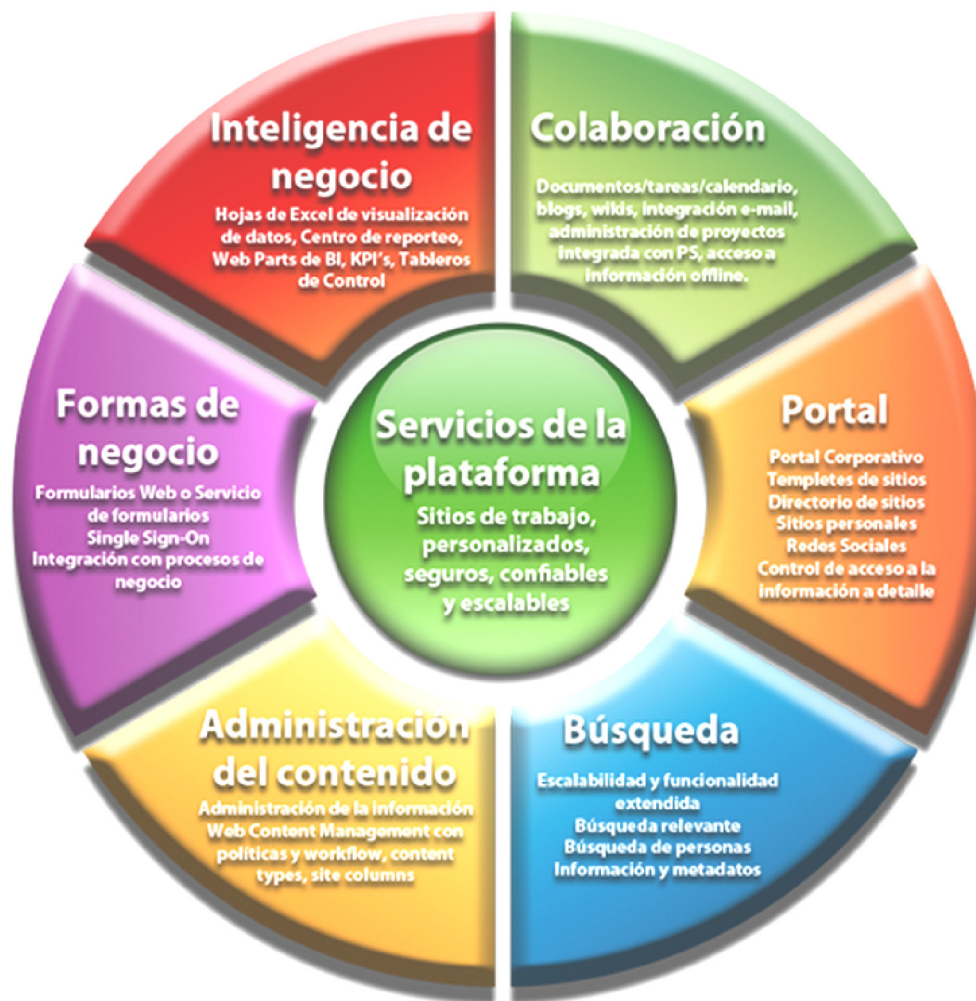 Inteligencia de
negocio
Hojas de Excel de visualización
de datos, Centro de reporteo,
Web Parts de BI, KPI's, Tableros
de Control
Colaboración
Documentos/tareas/calendario,
blogs, wikis, integración e-mail,
administración de proyectos
integrada con PS, acceso a
información offline.
Formas de
negocio
Formularios Web o Servicio
de formularios
Single Sign-On
Integración con procesos de
negocio
Servicios de la
plataforma
Sitios de trabajo,
personalizados,
seguros, confiables
y escalables
Portal
Portal Corporativo
Templetes de sitios
Directorio de sitios
Sitios personales
Redes Sociales
Control de acceso a la
información a detalle
Administración
del contenido
Administración de la información
Web Content Management con
políticas y workflow, content
types, site columns
Búsqueda
Escalabilidad y funcionalidad
extendida
Búsqueda relevante
Búsqueda de personas
Información y metadatos